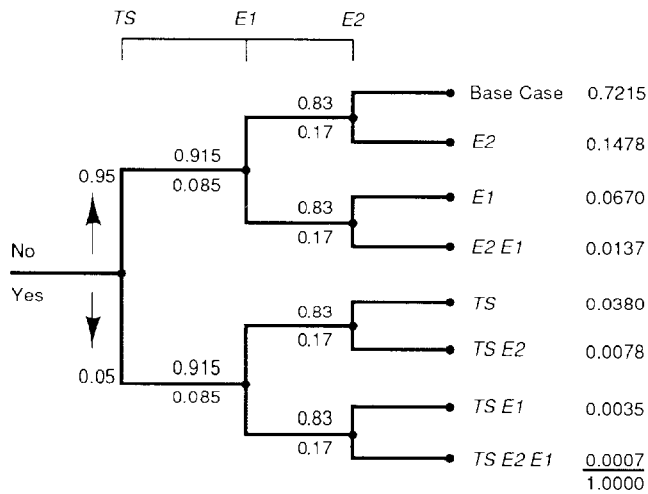 TS E1 E2
0.83 Base Case 0.7215
0.17
0.915 E2 0.1478
0.95 0.085
0.83 E1 0.0670
0.17
E2 E1 0.0137
No
Yes
0.83 TS 0.0380
0.17
0.915 TS E2 0.0078
0.05 0.085
0.83 TS E1 0.0035
0.17
TS E2 E1 0.0007
1.0000